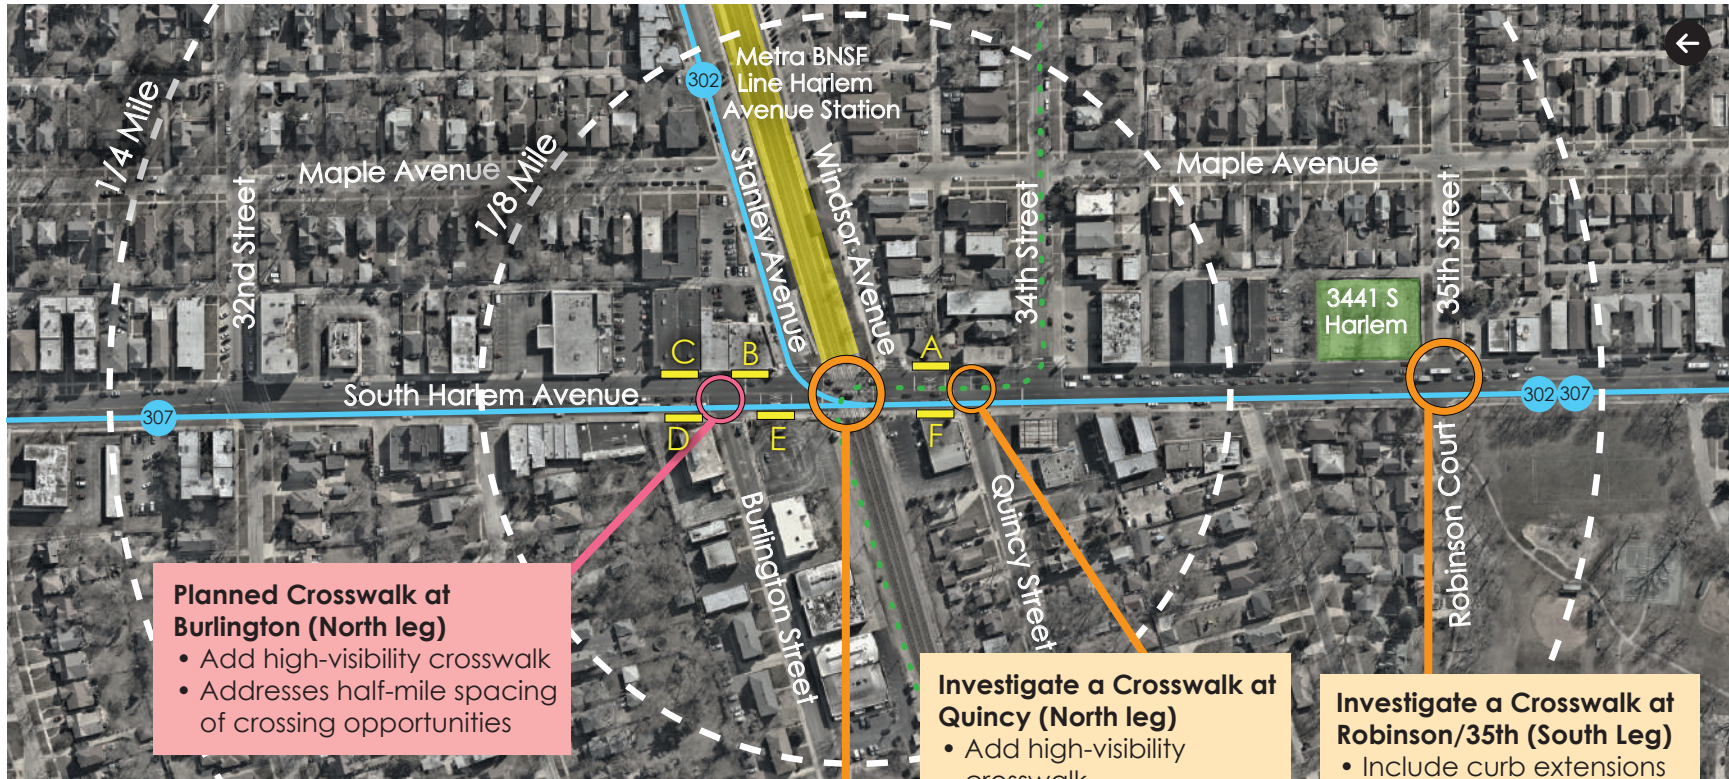 Metra BNSF
Line Harlem
Avenue Station
302
1/4 Mile
1/8 Mile
Maple Avenue
Maple Avenue
32nd Street
Stanley Avenue
Windsor Avenue
34th Street
35th Street
3441 S
Harlem
C
B
A
South Harlem Avenue
307
302
307
D
E
F
Burlington Street
Quincy Street
Robinson Court
Planned Crosswalk at
Burlington (North leg)
• Add high-visibility crosswalk
• Addresses half-mile spacing
of crossing opportunities
Investigate a Crosswalk at
Quincy (North leg)
• Add high-visibility
crosswalk
Investigate a Crosswalk at
Robinson/35th (South Leg)
• Include curb extensions